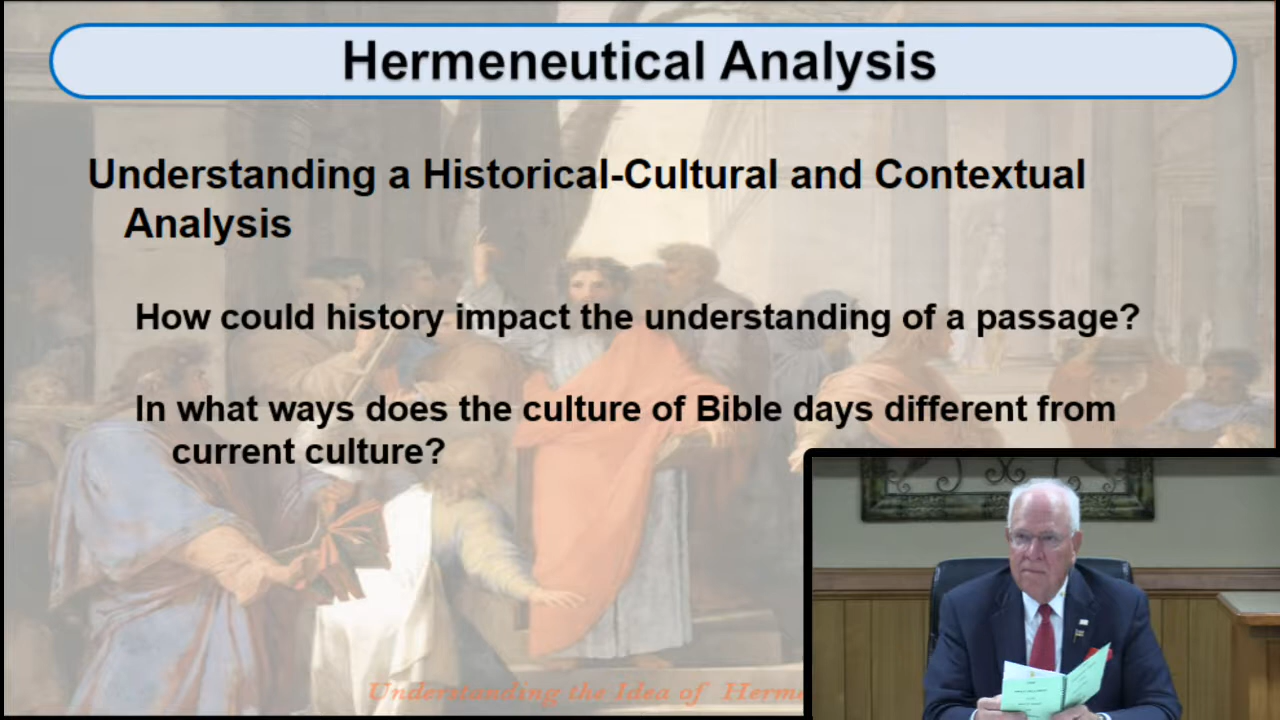 Hermeneutical Analysis
Understanding a Historical-Cultural and Contextual
Analysis
How could history impact the understanding of a passage?
In what ways does the culture of Bible days different from
current culture?
Understanding the Idea of Herme